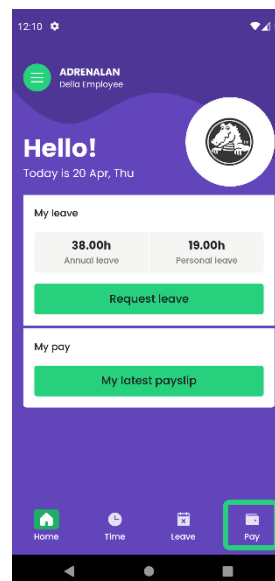 12:10
ADRENALAN
Della Employee
Hello!
Today is 20 Apr, Thu
My leave
38.00h 19.00h
Annual leave Personal leave
Request leave
My pay
My latest payslip
Home Time Leave Pay